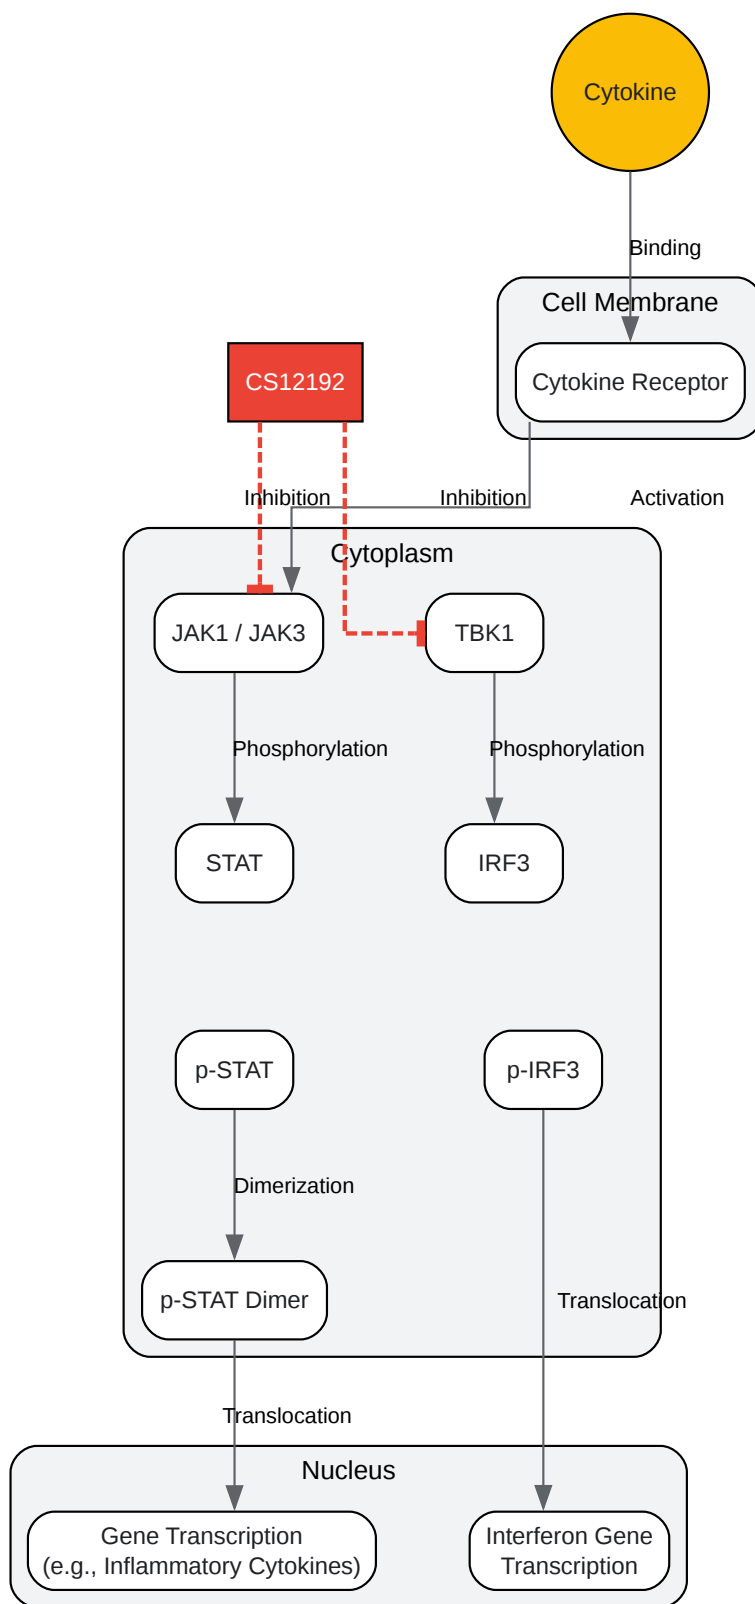 Cytokine
Binding
Cell Membrane
Cytokine Receptor
CS12192
Inhibition
Inhibition
Activation
Cytoplasm
JAK1 / JAK3
TBK1
Phosphorylation
Phosphorylation
STAT
IRF3
p-STAT
p-IRF3
Dimerization
p-STAT Dimer
Translocation
Translocation
Nucleus
Gene Transcription
(e.g., Inflammatory Cytokines)
Interferon Gene
Transcription